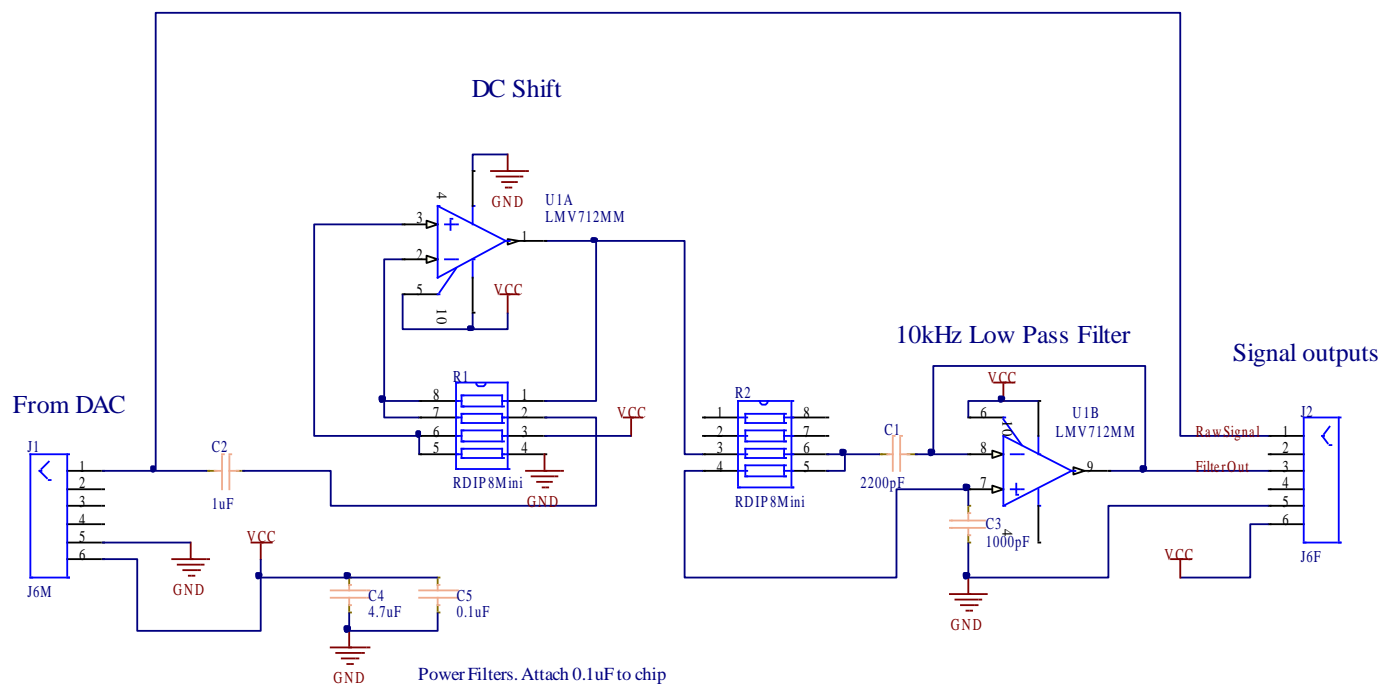 DC Shift
4
GND
U1A
LMV712MM
3
1
2
5
VCC
10
10kHz Low Pass Filter
Signal outputs
From DAC
R1
8
1
7
2
6
3
5
4
VCC
RDIP8Mini
GND
R2
1
8
2
7
3
6
4
5
RDIP8Mini
C1
2200pF
VCC
6
10
U1B
LMV712MM
8
9
7
4
C3
1000pF
GND
J2
RawSignal
1
2
FilterOut
3
4
5
6
J6F
VCC
J1
1
2
3
4
5
6
J6M
C2
1uF
GND
VCC
C4
4.7uF
C5
0.1uF
GND
Power Filters. Attach 0.1uF to chip